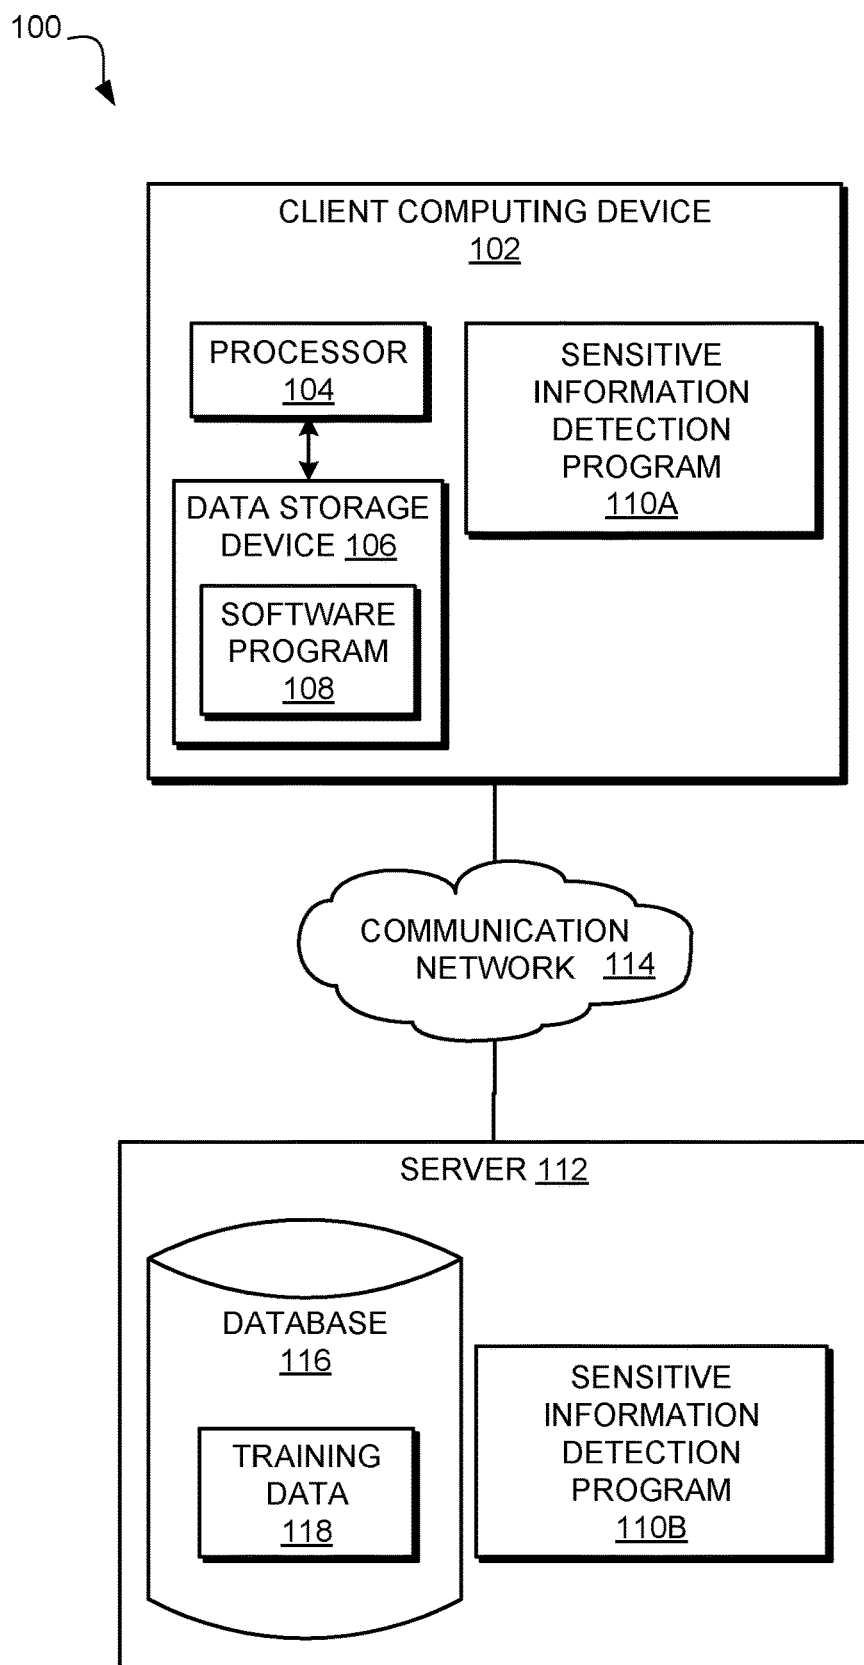 100
CLIENT COMPUTING DEVICE
102
PROCESSOR
104
SENSITIVE
INFORMATION
DETECTION
PROGRAM
110A
DATA STORAGE
DEVICE 106
SOFTWARE
PROGRAM
108
COMMUNICATION
NETWORK 114
SERVER 112
DATABASE
116
TRAINING
DATA
118
SENSITIVE
INFORMATION
DETECTION
PROGRAM
110B